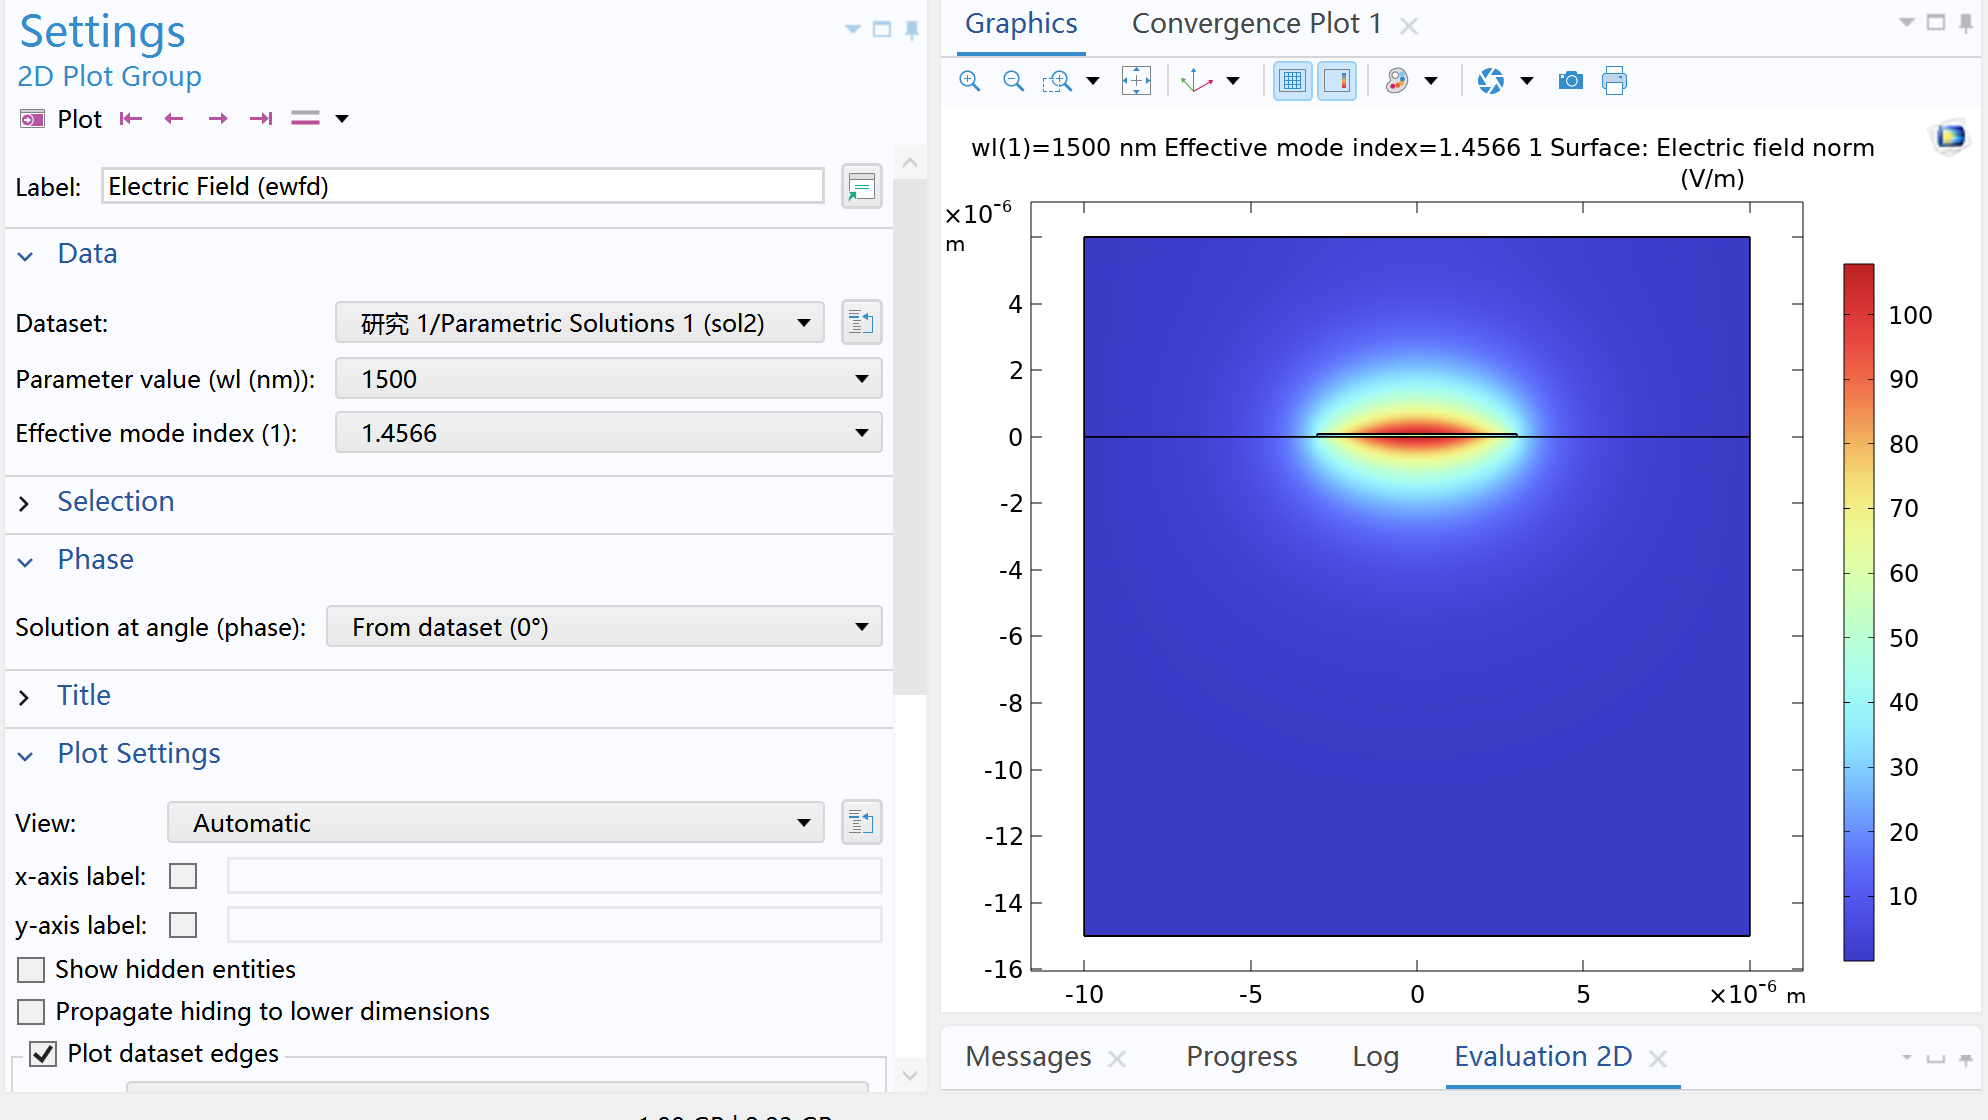 Settings
2D Plot Group
Plot
Label: Electric Field (ewfd)
Data
Dataset: 研究 1/Parametric Solutions 1 (sol2)
Parameter value (wl (nm)): 1500
Effective mode index (1): 1.4566
Selection
Phase
Solution at angle (phase): From dataset (0°)
Title
Plot Settings
View: Automatic
x-axis label:
y-axis label:
Show hidden entities
Propagate hiding to lower dimensions
Plot dataset edges
Graphics Convergence Plot 1
wl(1)=1500 nm Effective mode index=1.4566 1 Surface: Electric field norm
(V/m)
×10⁻⁶
m
4
2
0
-2
-4
-6
-8
-10
-12
-14
-16
-10 -5 0 5 ×10⁻⁶ m
100
90
80
70
60
50
40
30
20
10
Messages Progress Log Evaluation 2D